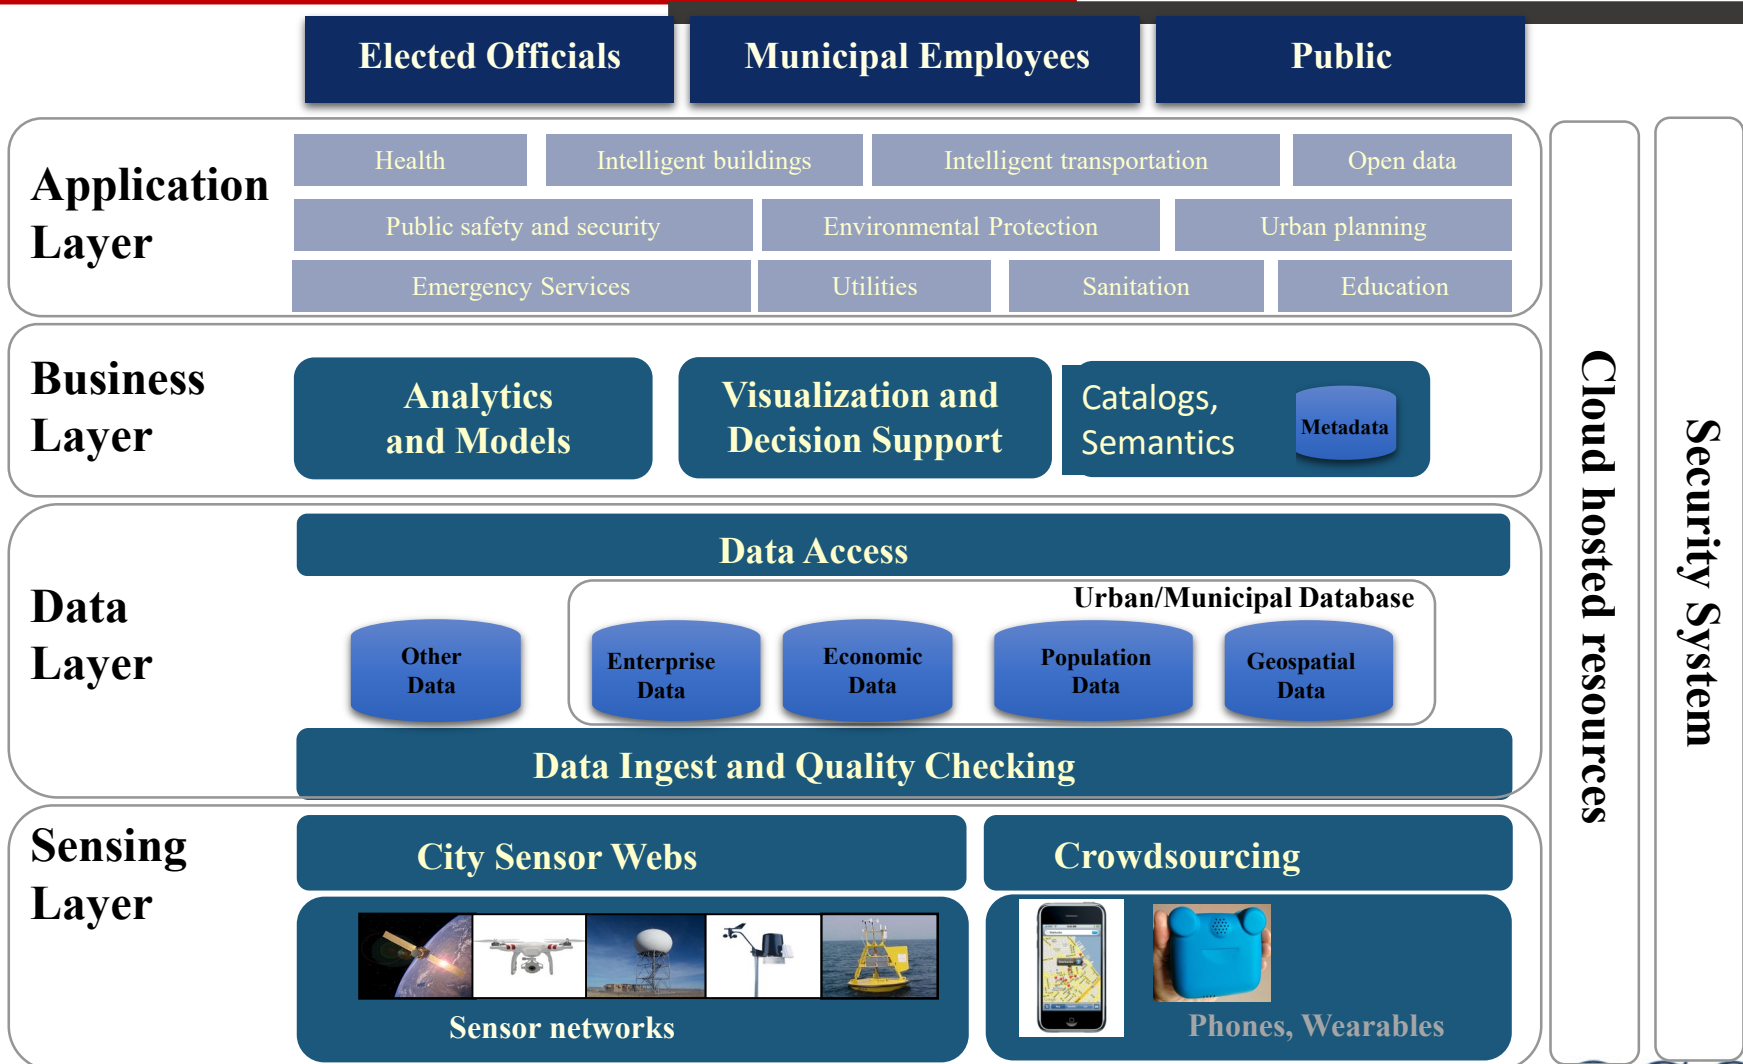 Elected Officials
Municipal Employees
Public
Application
Layer
Health
Intelligent buildings
Intelligent transportation
Open data
Public safety and security
Environmental Protection
Urban planning
Emergency Services
Utilities
Sanitation
Education
Business
Layer
Analytics
and Models
Visualization and
Decision Support
Catalogs,
Semantics
Metadata
Data
Layer
Data Access
Urban/Municipal Database
Other
Data
Enterprise
Data
Economic
Data
Population
Data
Geospatial
Data
Data Ingest and Quality Checking
Sensing
Layer
City Sensor Webs
Crowdsourcing
Sensor networks
Phones, Wearables
Cloud hosted resources
Security System